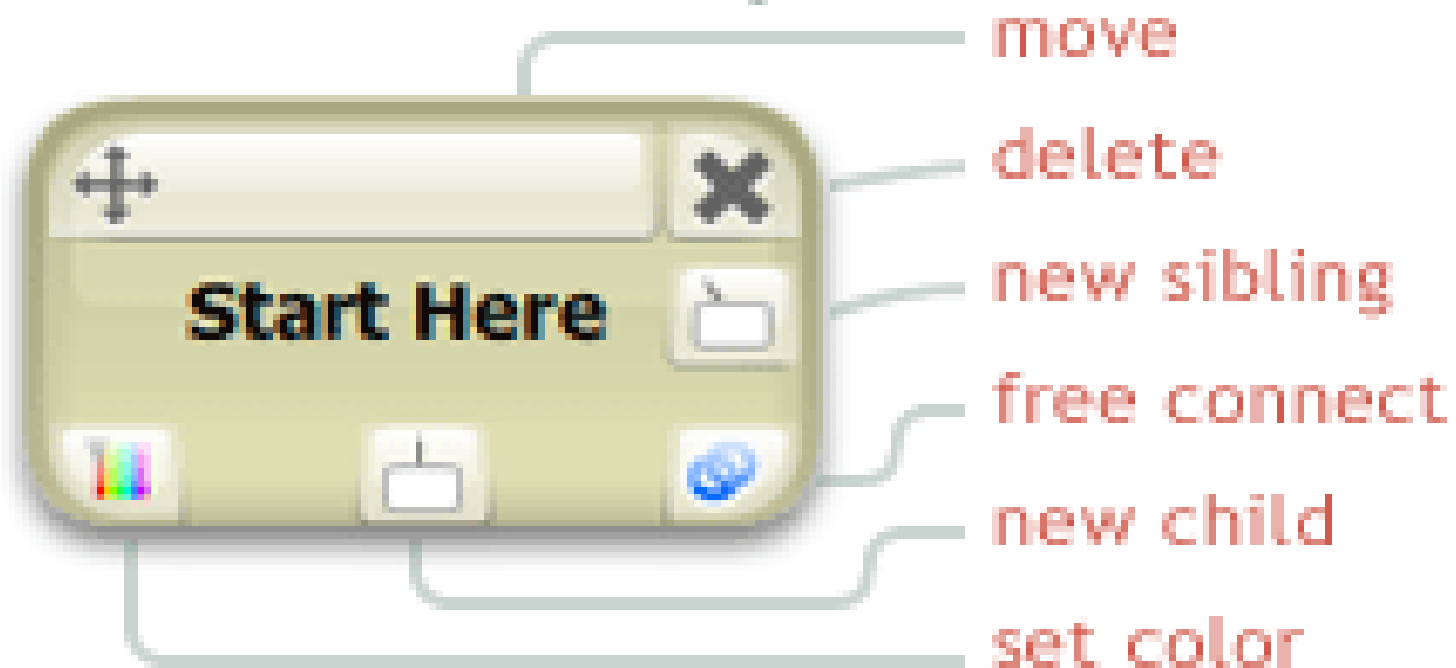 move
delete
new sibling
Start Here
free connect
new child
set color